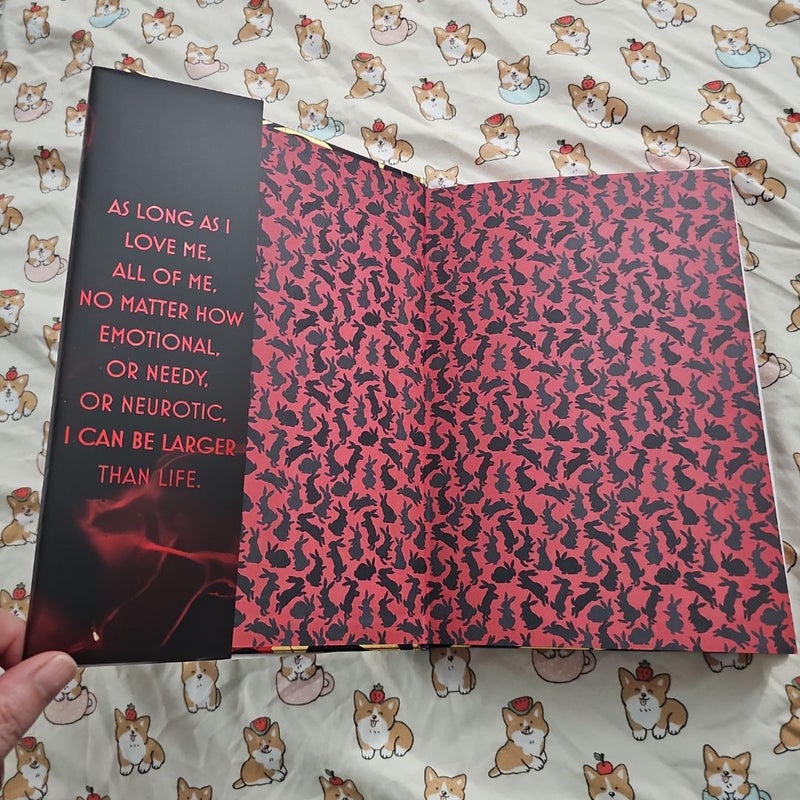 AS LONG AS I
LOVE ME,
ALL OF ME,
NO MATTER HOW
EMOTIONAL,
OR NEEDY,
OR NEUROTIC,
I CAN BE LARGER
THAN LIFE.